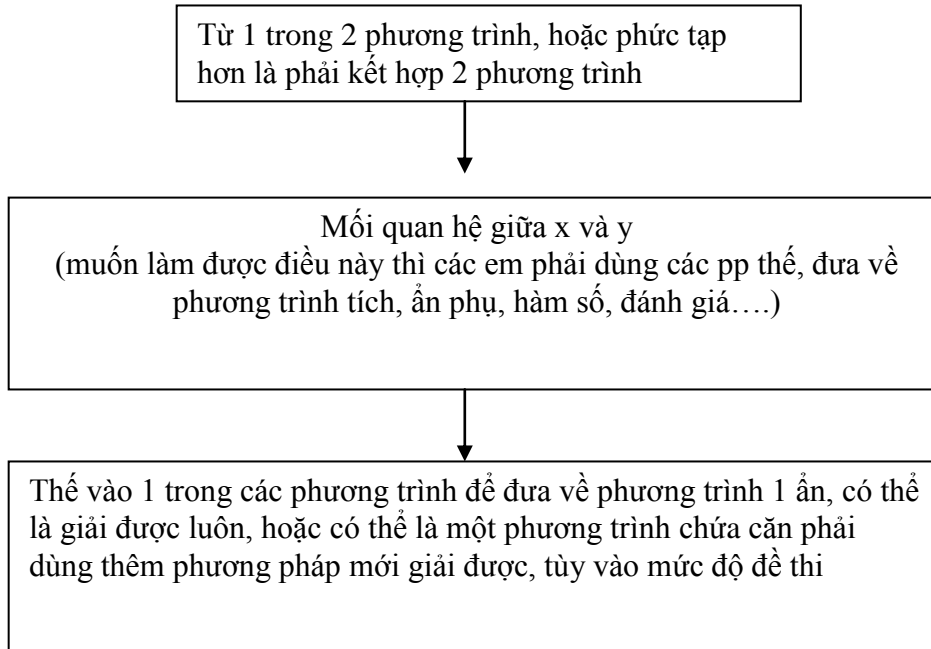 Từ 1 trong 2 phương trình, hoặc phức tạp
hơn là phải kết hợp 2 phương trình
Mối quan hệ giữa x và y
(muốn làm được điều này thì các em phải dùng các pp thế, đưa về
phương trình tích, ẩn phụ, hàm số, đánh giá….)
Thế vào 1 trong các phương trình để đưa về phương trình 1 ẩn, có thể
là giải được luôn, hoặc có thể là một phương trình chứa căn phải
dùng thêm phương pháp mới giải được, tùy vào mức độ đề thi